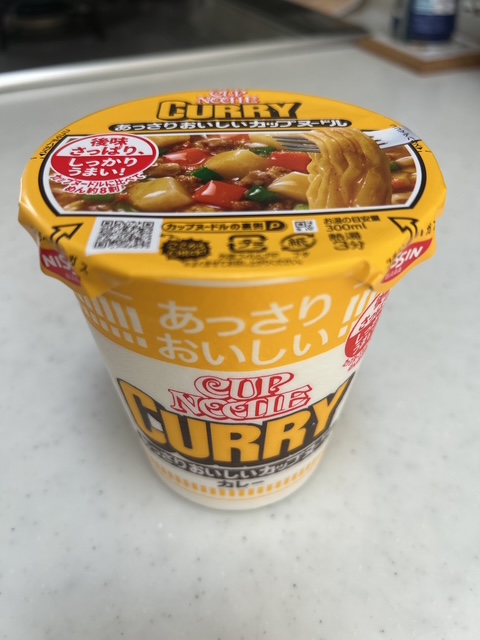 CUP
NOODLE
CURRY
あっさりおいしいカップヌードル
後味
さっぱり、
しっかり
うまい!
カップヌードルの裏側
お湯の目安量
300ml
熱湯
3分
紙
NISSIN
NISSIN
あっさり
おいしい
CUP
NOODLE
CURRY
あっさりおいしいカップヌー
カレー